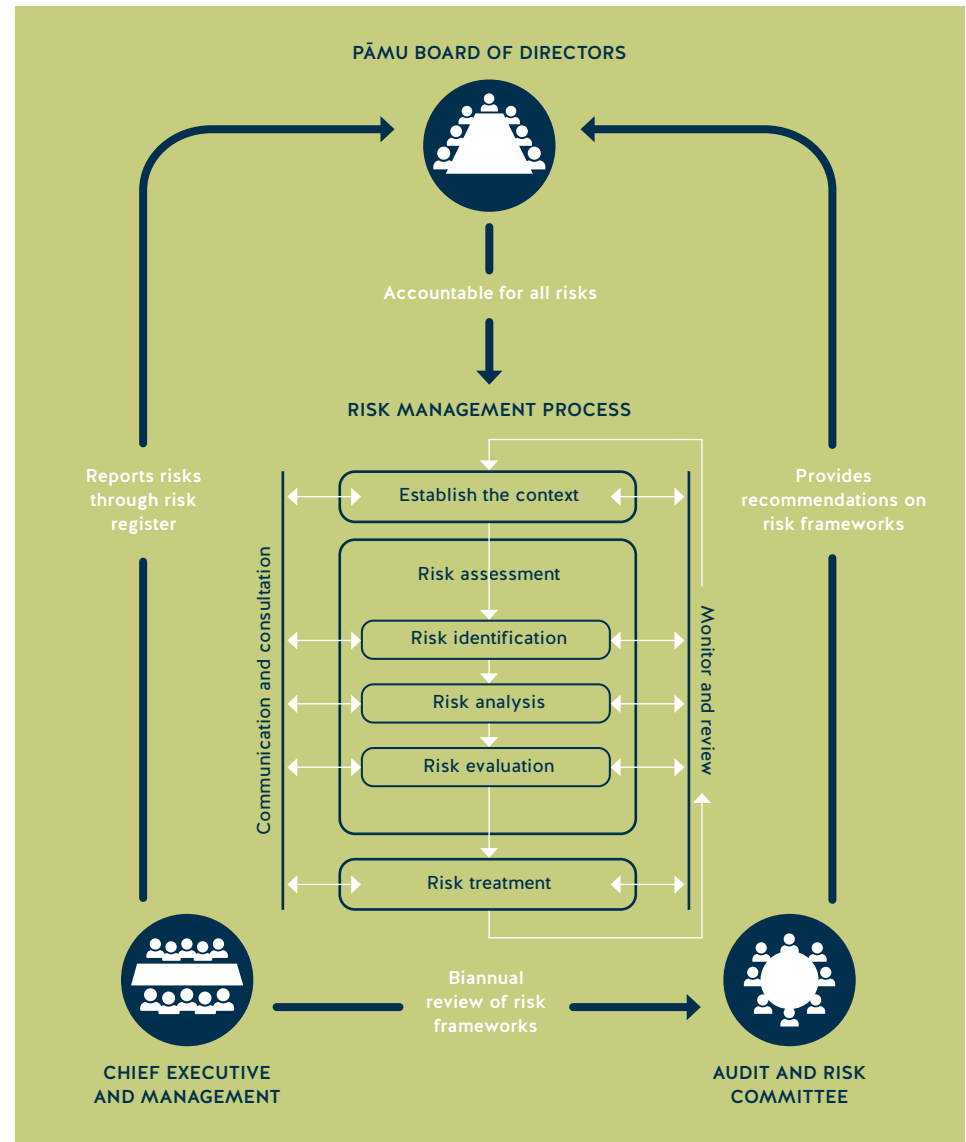 PĀMU BOARD OF DIRECTORS
Accountable for all risks
RISK MANAGEMENT PROCESS
Reports risks
through risk
register
Provides
recommendations on
risk frameworks
Communication and consultation
Establish the context
Risk assessment
Risk identification
Risk analysis
Risk evaluation
Risk treatment
Monitor and review
Biannual
review of risk
frameworks
CHIEF EXECUTIVE
AND MANAGEMENT
AUDIT AND RISK
COMMITTEE